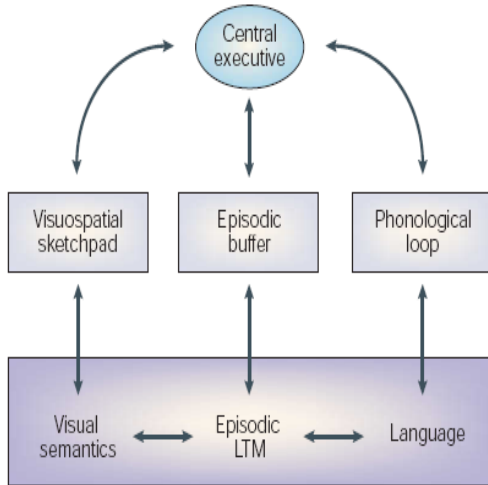 Central
executive
Visuospatial
sketchpad
Episodic
buffer
Phonological
loop
Visual
semantics
Episodic
LTM
Language